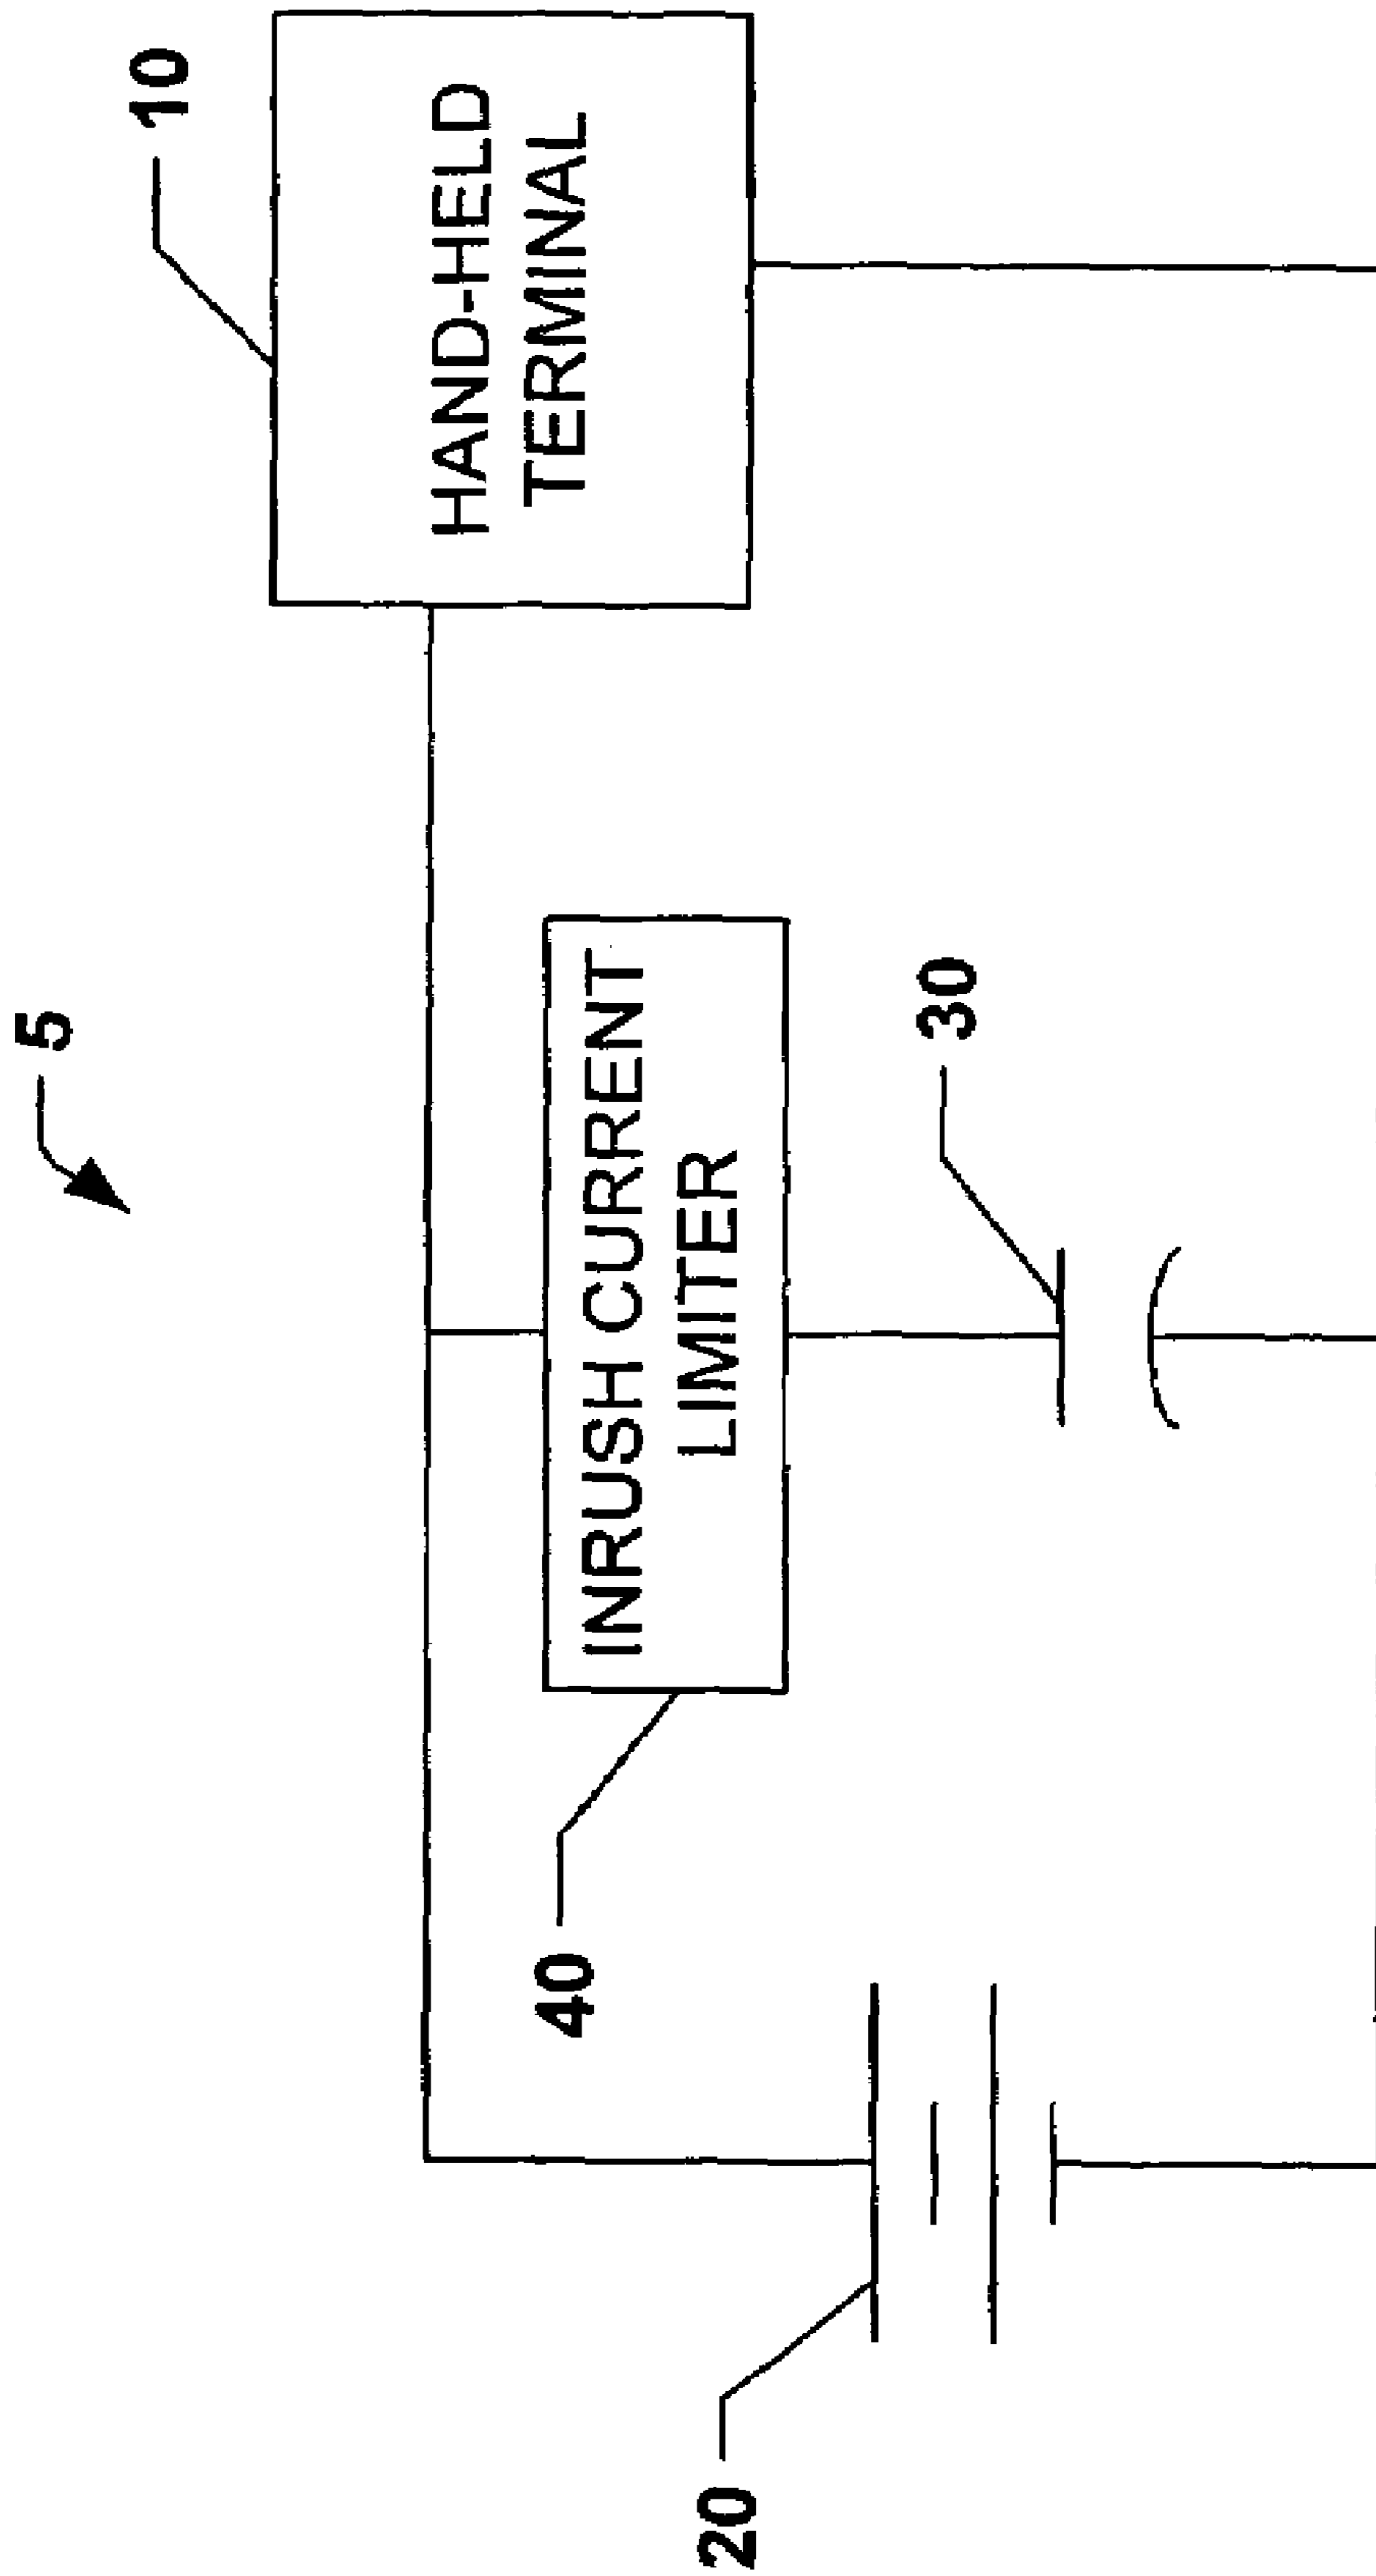 5
10
HAND-HELD
TERMINAL
INRUSH CURRENT
LIMITER
40
30
20